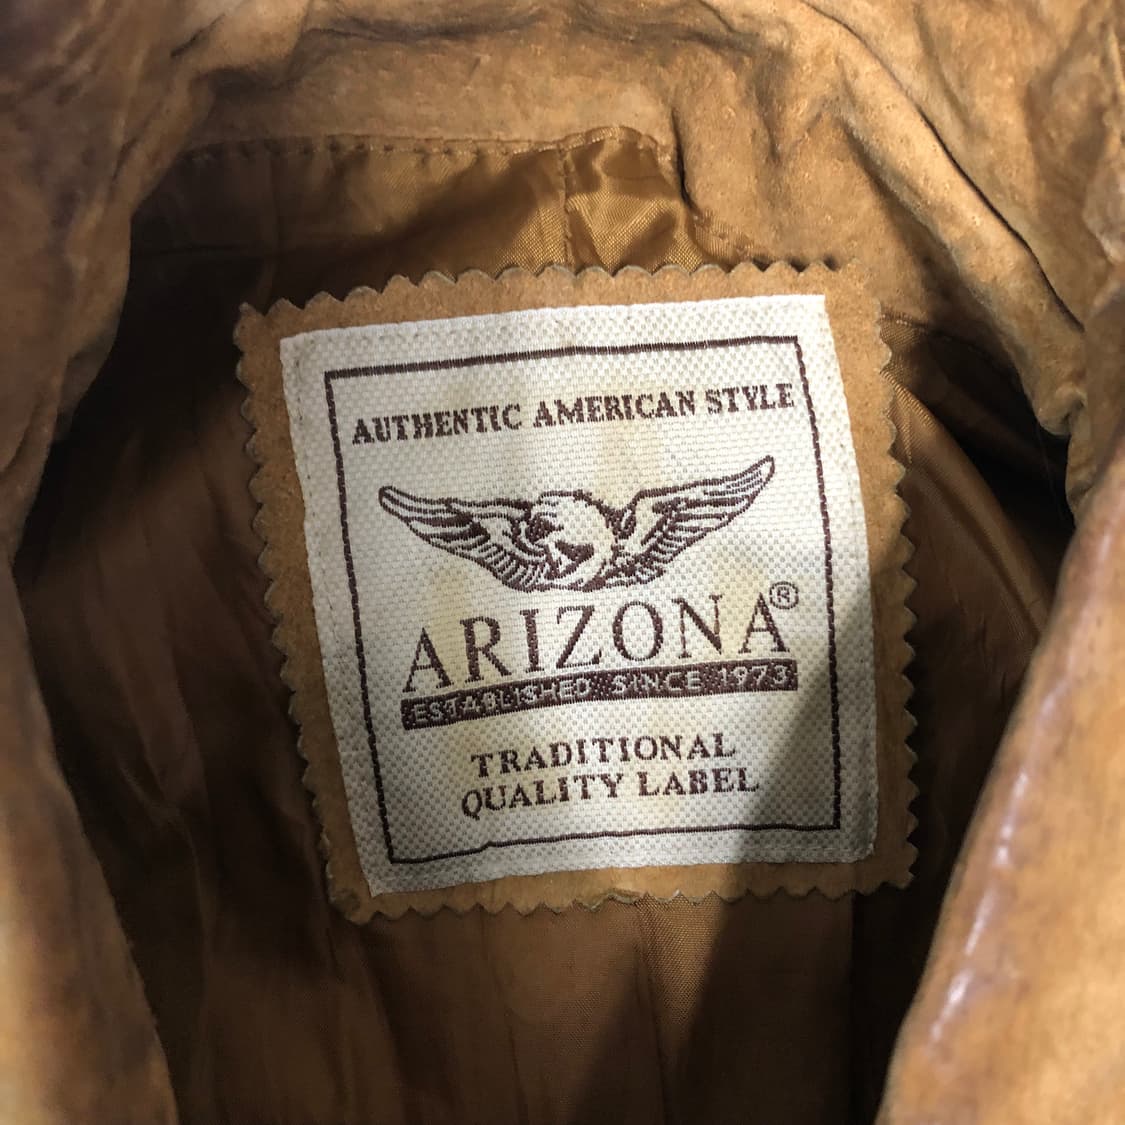 AUTHENTIC AMERICAN STYLE
ARIZONA®
ESTABLISHED SINCE 1973
TRADITIONAL
QUALITY LABEL